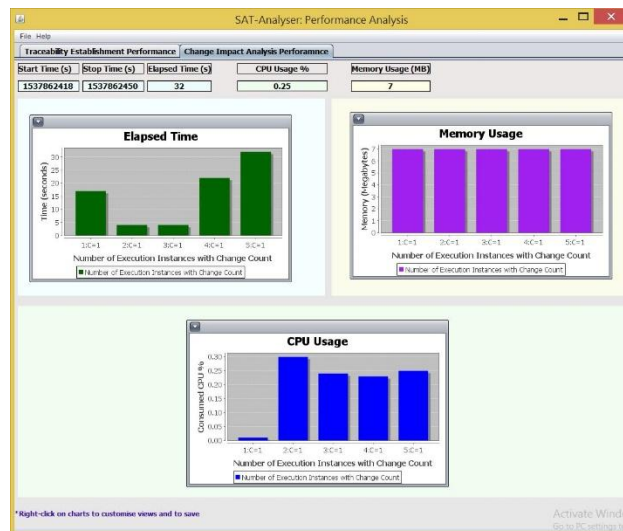 SAT-Analyser: Performance Analysis
File Help
Traceability Establishment Performance Change Impact Analysis Perforamnce
Start Time (s) Stop Time (s) Elapsed Time (s) CPU Usage % Memory Usage (MB)
1537862418 1537862450 32 0.25 7
Elapsed Time
Time (seconds)
30
25
20
15
10
5
0
1:C=1 2:C=1 3:C=1 4:C=1 5:C=1
Number of Execution Instances with Change Count
Number of Execution Instances with Change Count
Memory Usage
Memory (Megabytes)
7
6
5
4
3
2
1
0
1:C=1 2:C=1 3:C=1 4:C=1 5:C=1
Number of Execution Instances with Change Count
Number of Execution Instances with Change Count
CPU Usage
Consumed CPU %
0.30
0.25
0.20
0.15
0.10
0.05
0.00
1:C=1 2:C=1 3:C=1 4:C=1 5:C=1
Number of Execution Instances with Change Count
Number of Execution Instances with Change Count
*Right-click on charts to customise views and to save
Activate Wind
Go to PC settings to